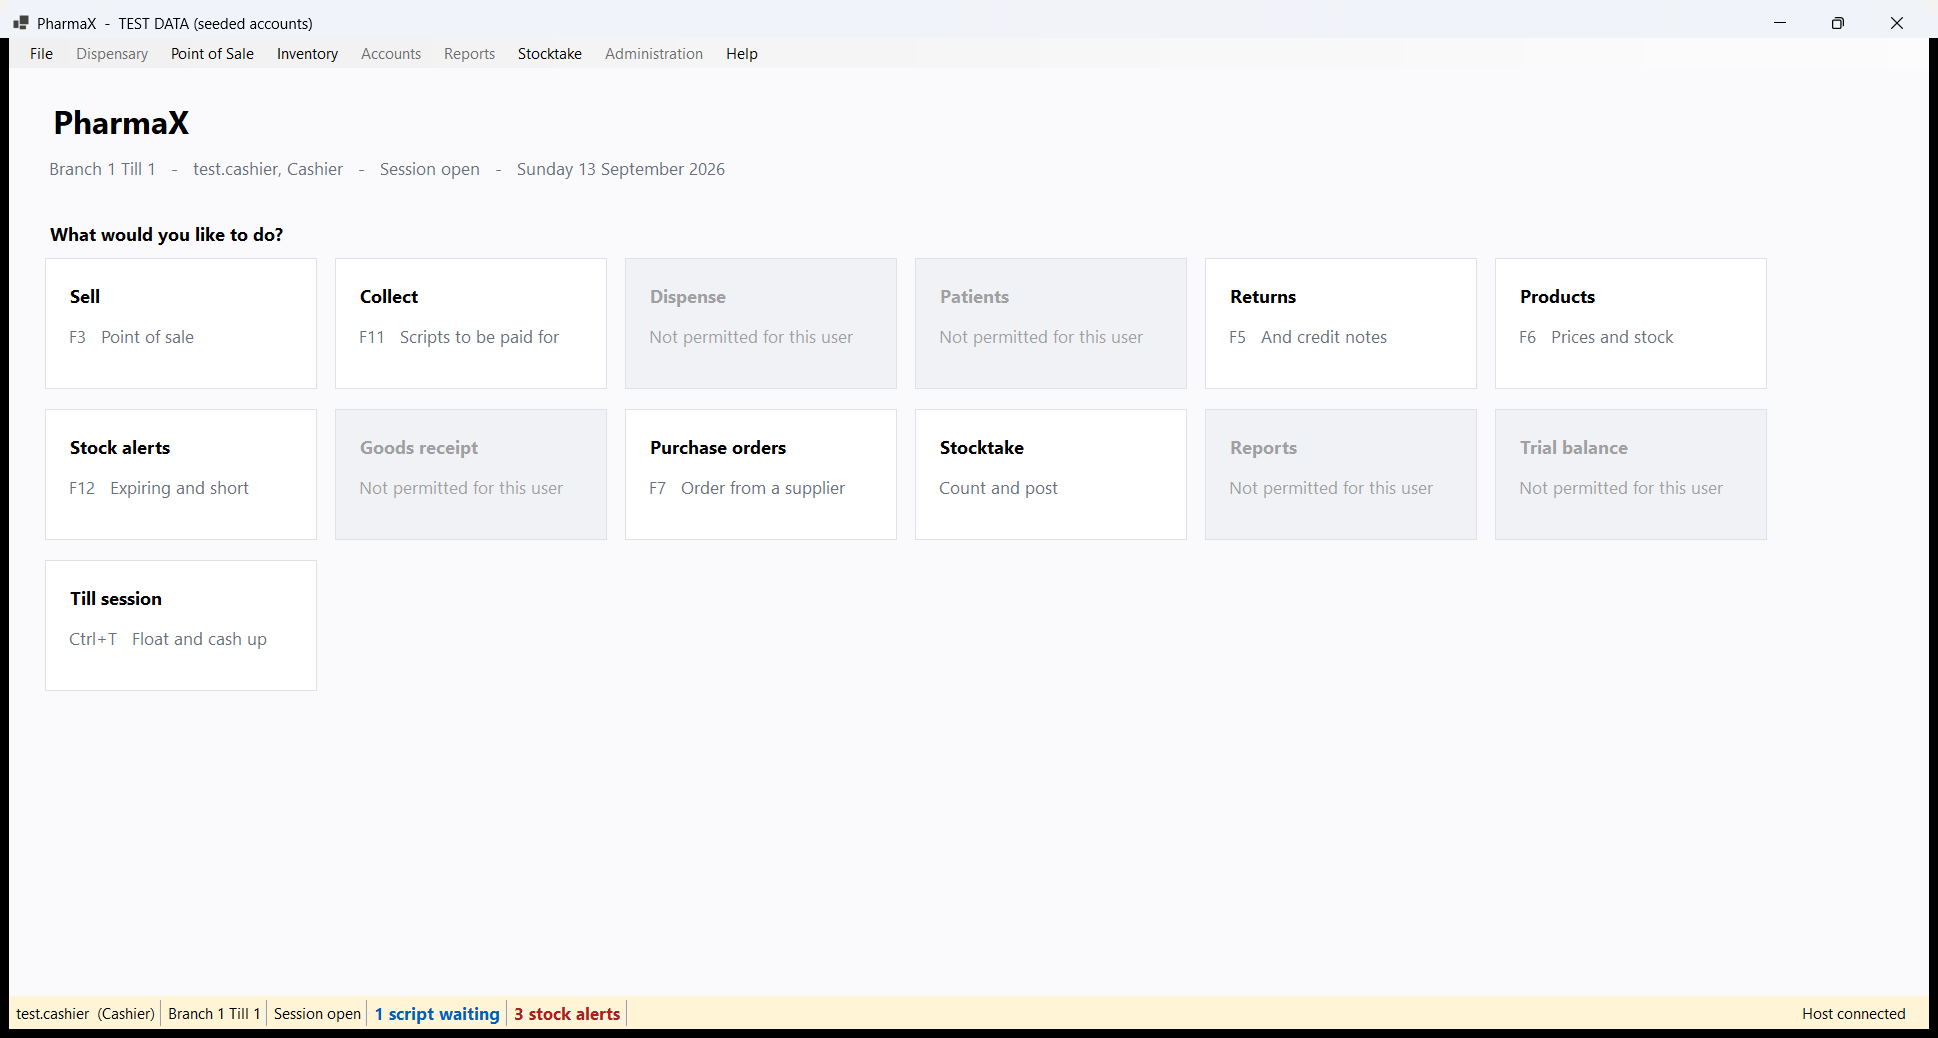 PharmaX - TEST DATA (seeded accounts)
File Dispensary Point of Sale Inventory Accounts Reports Stocktake Administration Help
PharmaX
Branch 1 Till 1 - test.cashier, Cashier - Session open - Sunday 13 September 2026
What would you like to do?
Sell Collect Dispense Patients Returns Products
F3 Point of sale F11 Scripts to be paid for Not permitted for this user Not permitted for this user F5 And credit notes F6 Prices and stock
Stock alerts Goods receipt Purchase orders Stocktake Reports Trial balance
F12 Expiring and short Not permitted for this user F7 Order from a supplier Count and post Not permitted for this user Not permitted for this user
Till session
Ctrl+T Float and cash up
test.cashier (Cashier) Branch 1 Till 1 Session open 1 script waiting 3 stock alerts Host connected